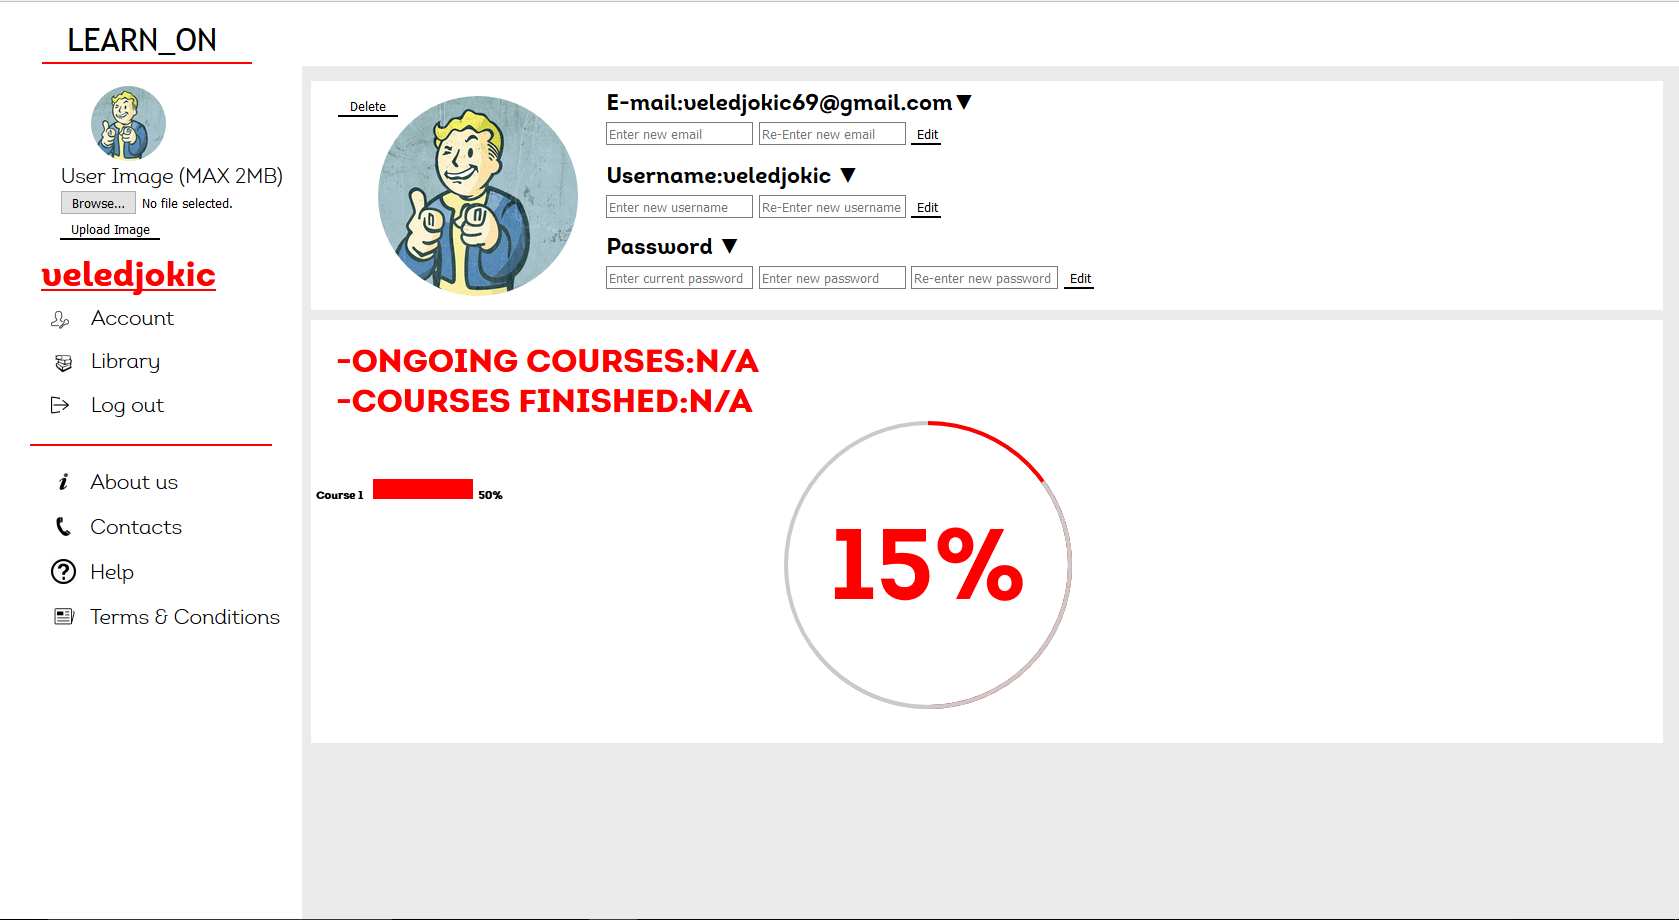 LEARN_ON
User Image (MAX 2MB)
Browse... No file selected.
Upload Image
veledjokic
Account
Library
Log out
About us
Contacts
Help
Terms & Conditions
Delete
E-mail:veledjokic69@gmail.com▼
Enter new email Re-Enter new email Edit
Username:veledjokic ▼
Enter new username Re-Enter new username Edit
Password ▼
Enter current password Enter new password Re-enter new password Edit
-ONGOING COURSES:N/A
-COURSES FINISHED:N/A
Course 1 50%
15%